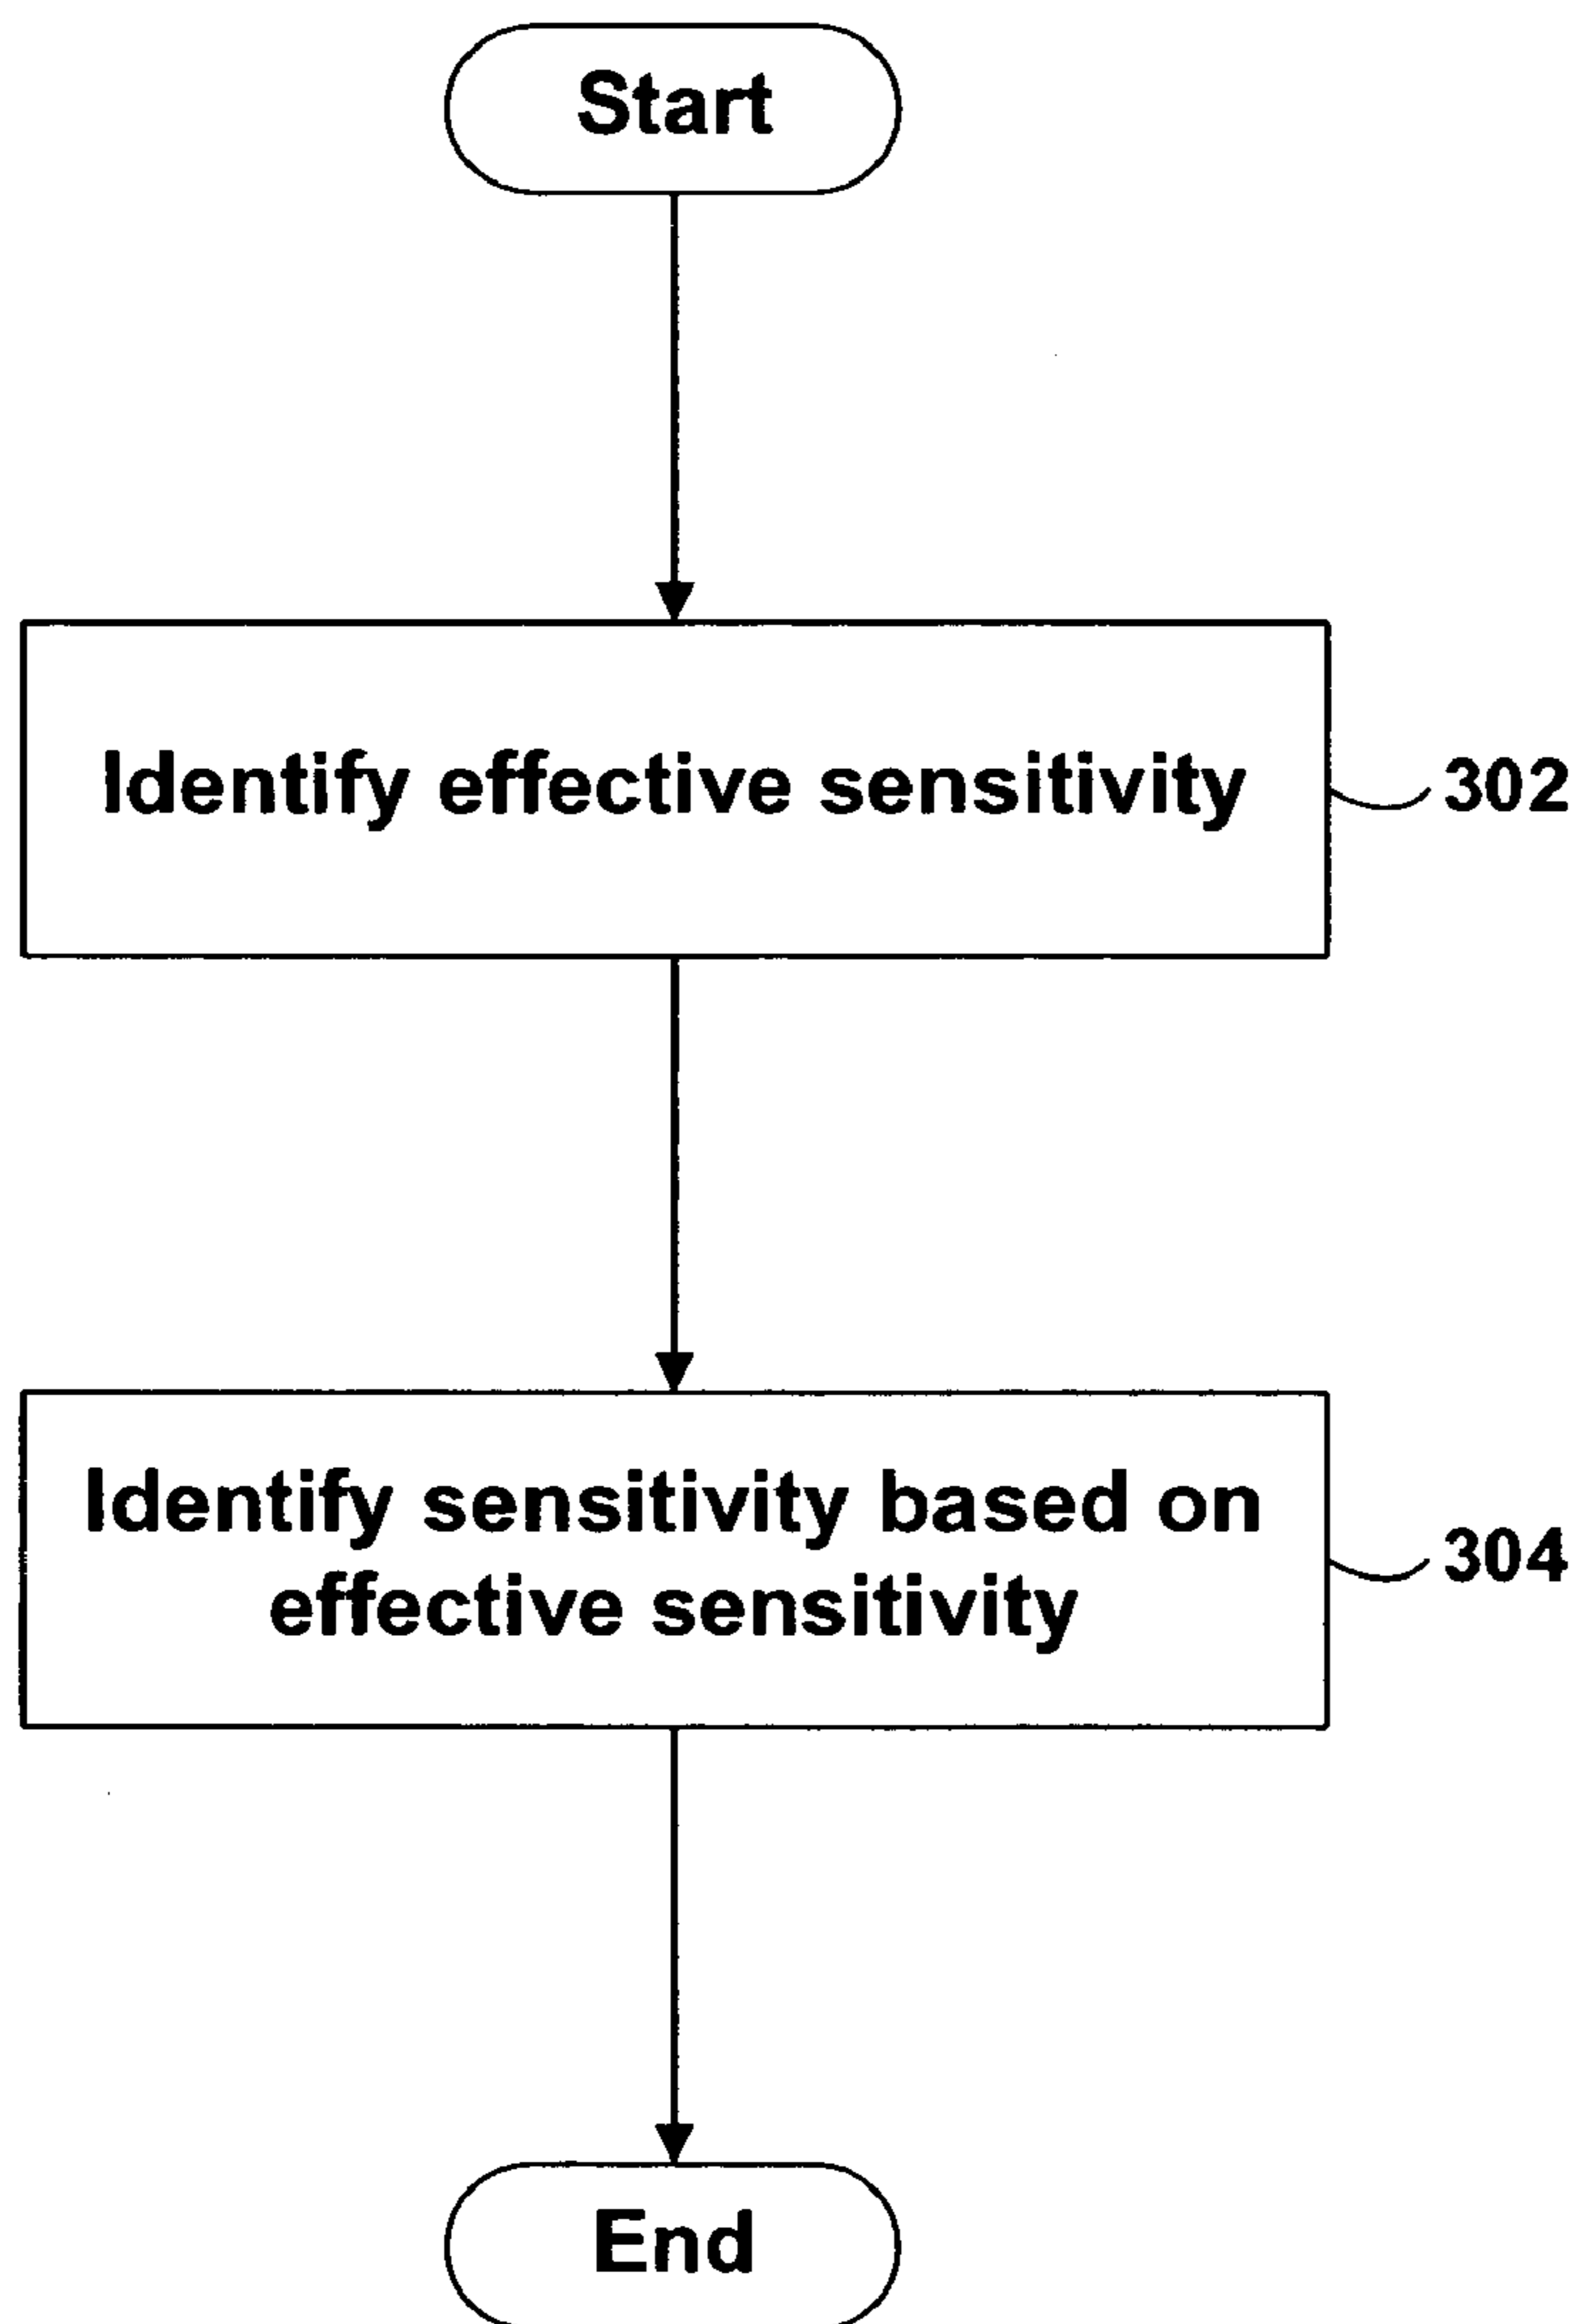 Start
Identify effective sensitivity
302
Identify sensitivity based on
effective sensitivity
304
End